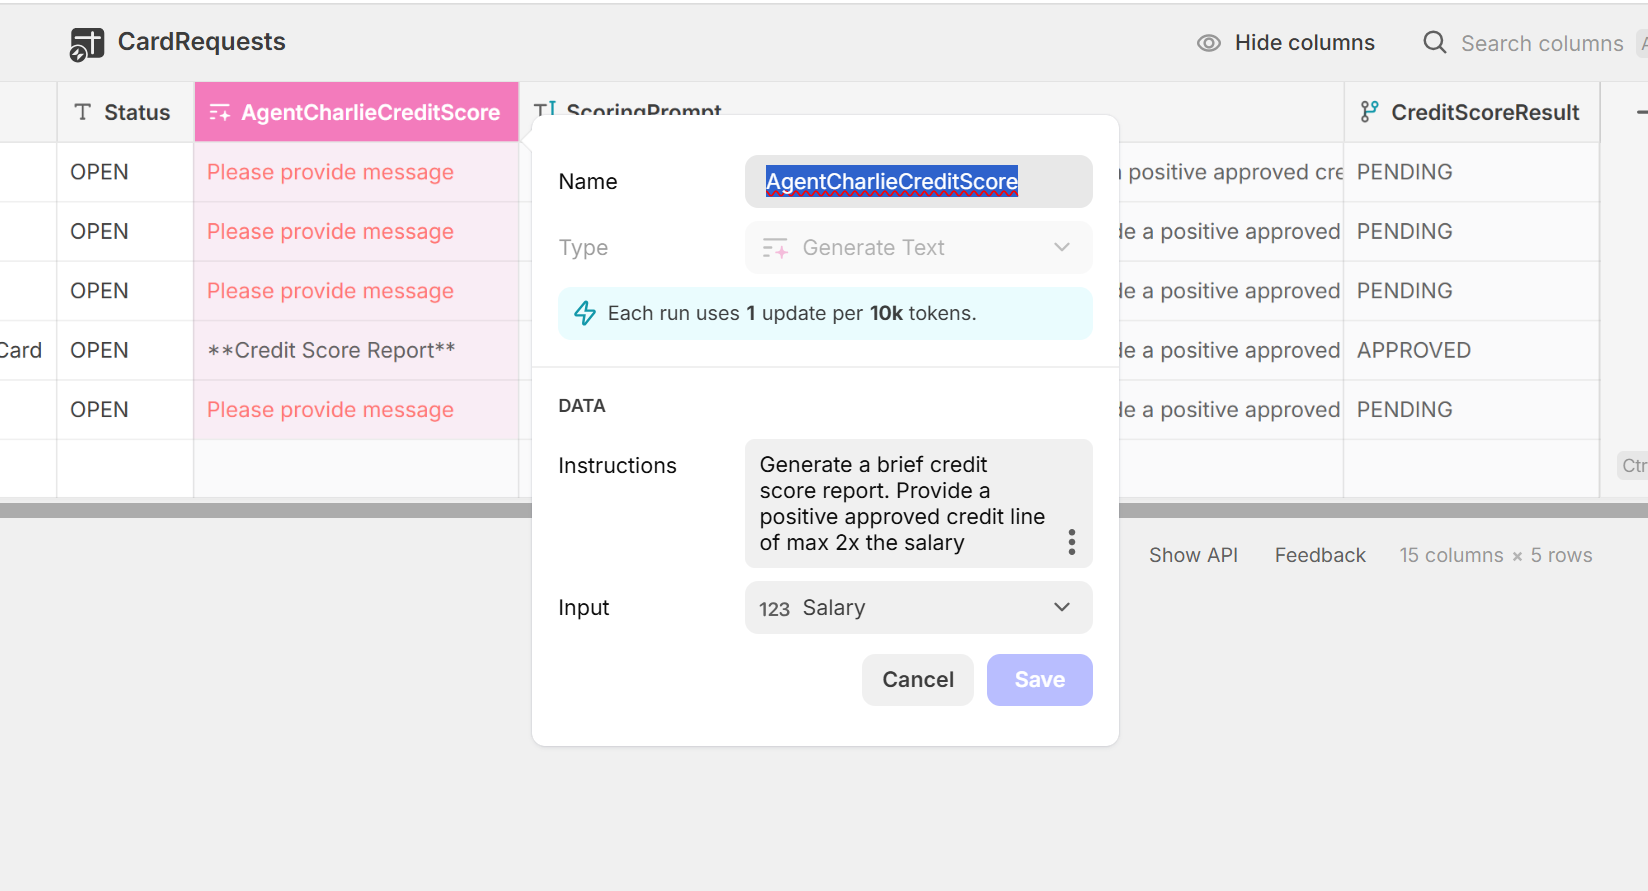 CardRequests
Hide columns
Search columns
Status
AgentCharlieCreditScore
ScoringPrompt
CreditScoreResult
OPEN
Please provide message
positive approved cre
PENDING
OPEN
Please provide message
de a positive approved
PENDING
OPEN
Please provide message
de a positive approved
PENDING
Card
OPEN
**Credit Score Report**
de a positive approved
APPROVED
OPEN
Please provide message
de a positive approved
PENDING
Name
AgentCharlieCreditScore
Type
Generate Text
Each run uses 1 update per 10k tokens.
DATA
Instructions
Generate a brief credit
score report. Provide a
positive approved credit line
of max 2x the salary
Input
123 Salary
Cancel
Save
Ctr
Show API
Feedback
15 columns × 5 rows